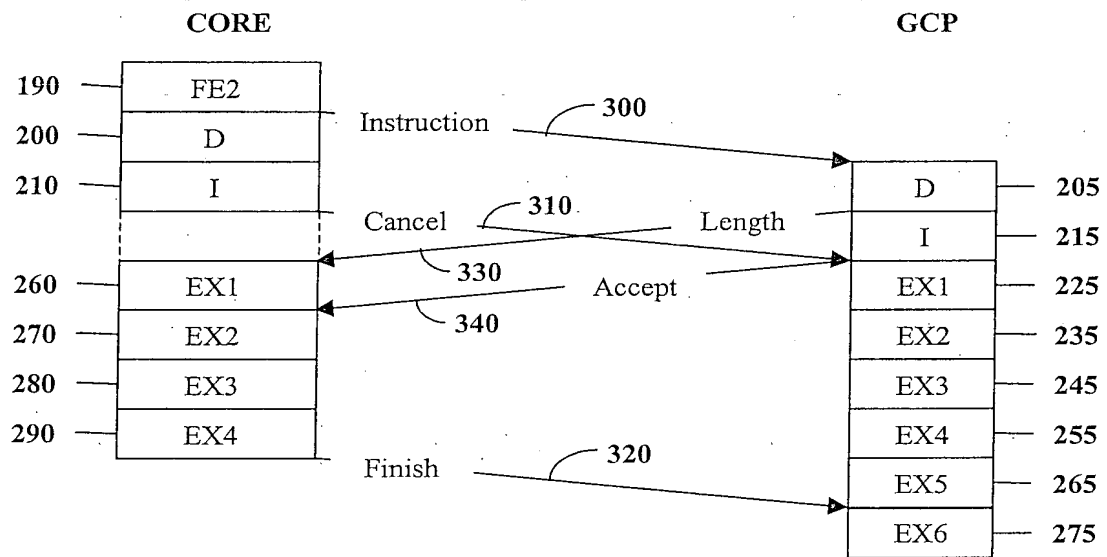 CORE GCP
190 FE2
300
Instruction
200 D
210 I D 205
Cancel 310 Length
I 215
330
260 EX1 Accept EX1 225
340
270 EX2 EX2 235
280 EX3 EX3 245
290 EX4 EX4 255
320
Finish
EX5 265
EX6 275